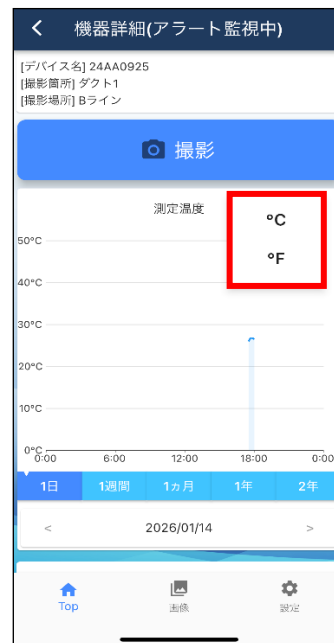 機器詳細(アラート監視中)
[デバイス名] 24AA0925
[撮影箇所] ダクト1
[撮影場所] Bライン
撮影
測定温度
°C
°F
50°C
40°C
30°C
20°C
10°C
0°C
0:00 6:00 12:00 18:00 0:00
1日 1週間 1ヵ月 1年 2年
< 2026/01/14 >
Top 画像 設定